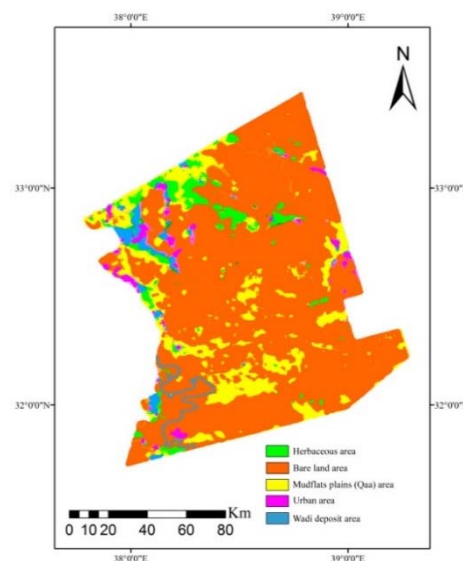 38°0'0"E 39°0'0"E
N
33°0'0"N 33°0'0"N
32°0'0"N 32°0'0"N
Herbaceous area
Bare land area
Mudflats plains (Qaa) area
Urban area
Wadi deposit area
Km
0 10 20 40 60 80
38°0'0"E 39°0'0"E